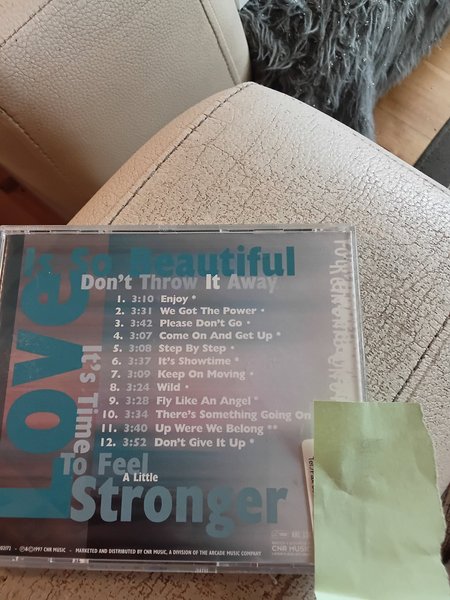 Love
Is So Beautiful
Don't Throw It Away
1. 3:10 Enjoy *
2. 3:31 We Got The Power *
3. 3:42 Please Don't Go *
4. 4:07 Come On And Get Up *
5. 3:08 Step By Step *
6. 3:37 It's Showtime *
7. 3:09 Keep On Moving *
8. 3:24 Wild *
9. 3:28 Fly Like An Angel *
10. 3:34 There's Something Going On
11. 3:40 Up Were We Belong **
12. 3:52 Don't Give It Up *
It's Time
To Feel
A Little
Stronger
℗&©1997 CNR MUSIC • MARKETED AND DISTRIBUTED BY CNR MUSIC, A DIVISION OF THE ARCADE MUSIC COMPANY
CNR MUSIC